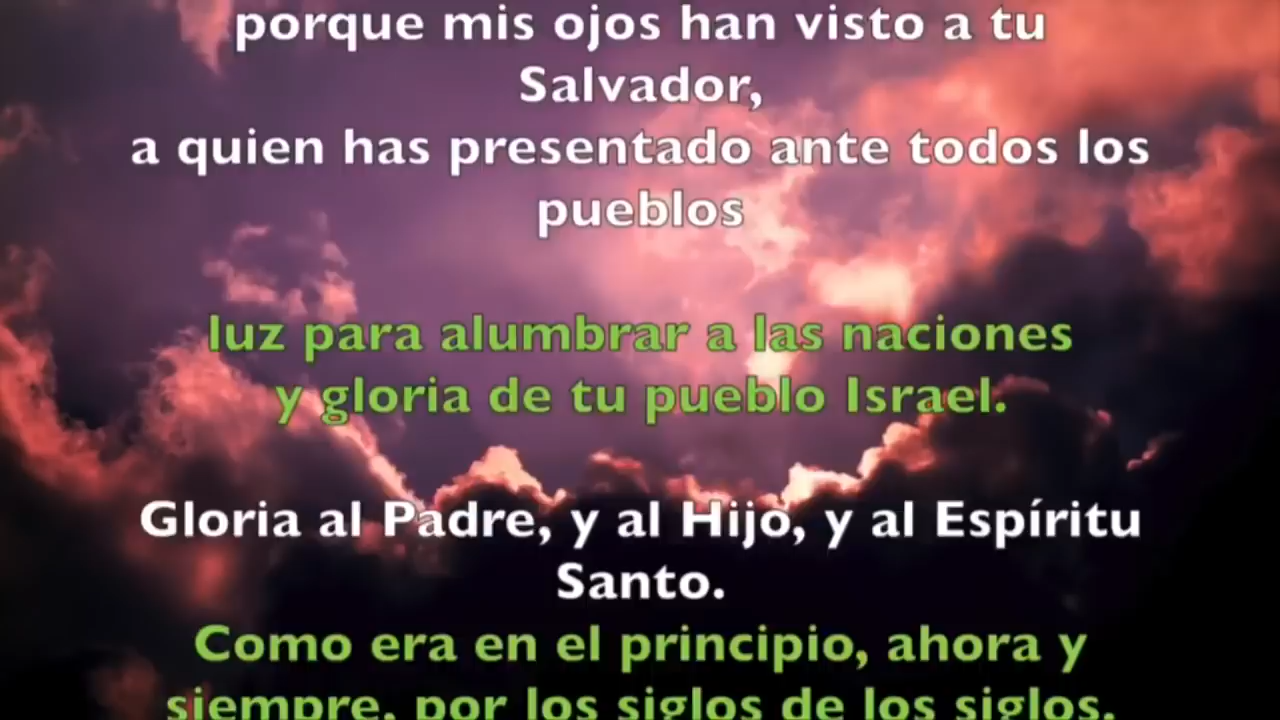 porque mis ojos han visto a tu
Salvador,
a quien has presentado ante todos los
pueblos
luz para alumbrar a las naciones
y gloria de tu pueblo Israel.
Gloria al Padre, y al Hijo, y al Espíritu
Santo.
Como era en el principio, ahora y
siempre, por los siglos de los siglos.